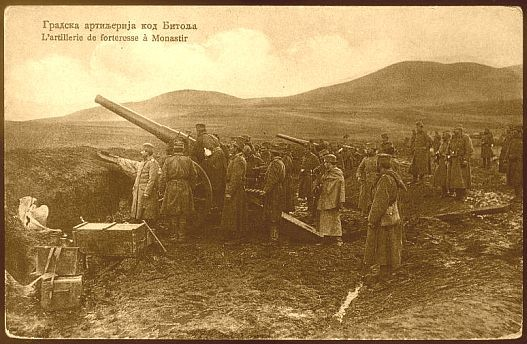 Градска артиљерија код Битоља
L'artillerie de forteresse à Monastir